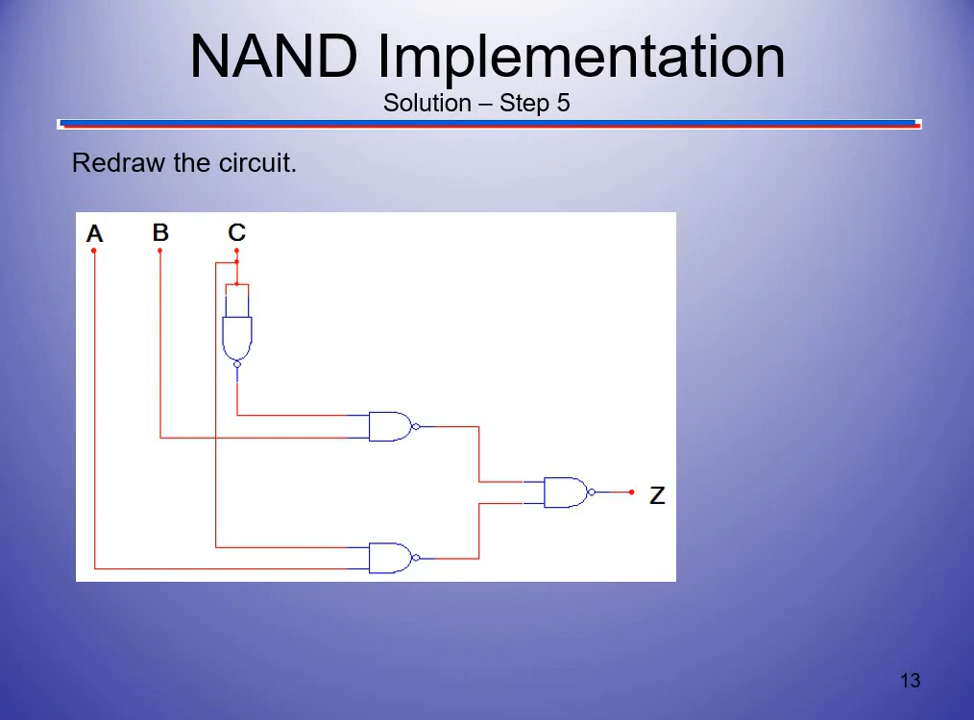 NAND Implementation
Solution – Step 5
Redraw the circuit.
A B C
Z
13